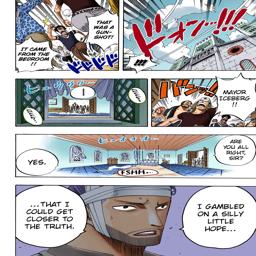 ドォン…!!!
THAT
WAS A
GUN-
SHOT!
IT CAME
FROM THE
BEDROOM
!!
MAYOR
ICEBERG
!!
!
ARE YOU
ALL
RIGHT,
SIR?
YES.
FSHMM...
I GAMBLED
ON A SILLY
LITTLE
HOPE...
...THAT I
COULD GET
CLOSER TO
THE TRUTH.